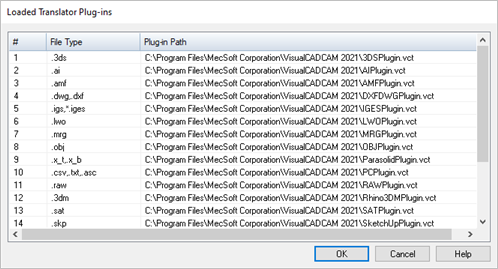 Loaded Translator Plug-ins
# File Type Plug-in Path
1 .3ds C:\Program Files\MecSoft Corporation\VisualCADCAM 2021\3DSPlugin.vct
2 .ai C:\Program Files\MecSoft Corporation\VisualCADCAM 2021\AIPlugin.vct
3 .amf C:\Program Files\MecSoft Corporation\VisualCADCAM 2021\AMFPlugin.vct
4 .dwg,.dxf C:\Program Files\MecSoft Corporation\VisualCADCAM 2021\DXFDWGPlugin.vct
5 .igs,*.iges C:\Program Files\MecSoft Corporation\VisualCADCAM 2021\IGESPlugin.vct
6 .lwo C:\Program Files\MecSoft Corporation\VisualCADCAM 2021\LWOPlugin.vct
7 .mrg C:\Program Files\MecSoft Corporation\VisualCADCAM 2021\MRGPlugin.vct
8 .obj C:\Program Files\MecSoft Corporation\VisualCADCAM 2021\OBJPlugin.vct
9 .x_t,.x_b C:\Program Files\MecSoft Corporation\VisualCADCAM 2021\ParasolidPlugin.vct
10 .csv,.txt,.asc C:\Program Files\MecSoft Corporation\VisualCADCAM 2021\PCPlugin.vct
11 .raw C:\Program Files\MecSoft Corporation\VisualCADCAM 2021\RAWPlugin.vct
12 .3dm C:\Program Files\MecSoft Corporation\VisualCADCAM 2021\Rhino3DMPlugin.vct
13 .sat C:\Program Files\MecSoft Corporation\VisualCADCAM 2021\SATPlugin.vct
14 .skp C:\Program Files\MecSoft Corporation\VisualCADCAM 2021\SketchUpPlugin.vct
OK Cancel Help